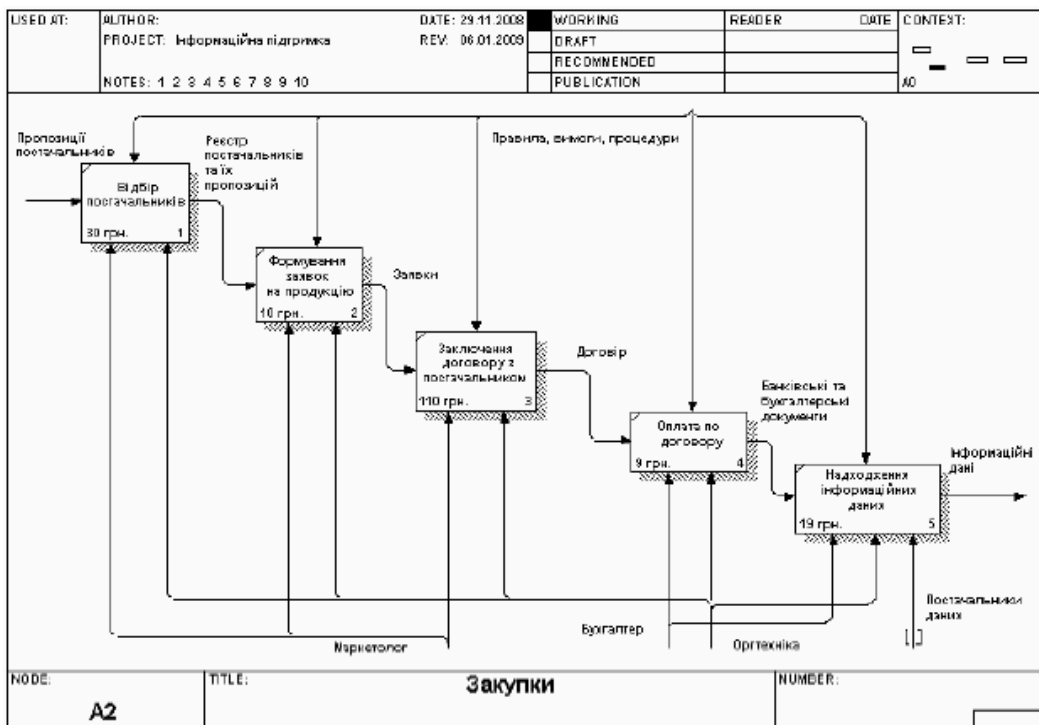 USED AT:
AUTHOR:
DATE: 29.11.2008
WORKING
READER
DATE
CONTEXT:
PROJECT: Інформаційна підтримка
REV: 06.01.2009
DRAFT
RECOMMENDED
NOTES: 1 2 3 4 5 6 7 8 9 10
PUBLICATION
A0
Пропозиції
постачальників
Реєстр
постачальників
та їх
пропозицій
Правила, вимоги, процедури
Відбір
постачальників
30 грн. 1
Формування
заявок
на продукцію
10 грн. 2
Заявки
Заключення
договору з
постачальником
110 грн. 3
Договір
Оплата по
договору
9 грн. 4
Банківські та
бухгалтерські
документи
Надходження
інформаційних
даних
19 грн. 5
Інформаційні
дані
Маркетолог
Бухгалтер
Оргтехніка
Постачальники
даних
NODE:
A2
TITLE:
Закупки
NUMBER: